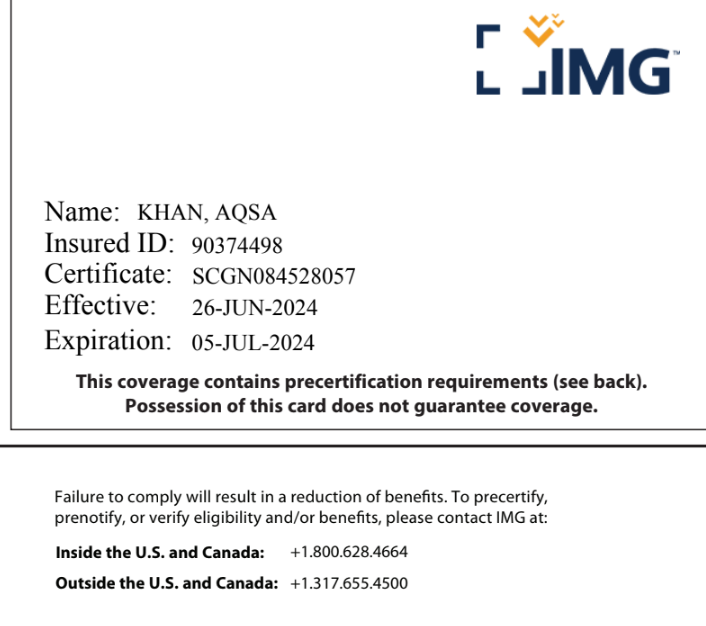 IMG™
Name: KHAN, AQSA
Insured ID: 90374498
Certificate: SCGN084528057
Effective: 26-JUN-2024
Expiration: 05-JUL-2024
This coverage contains precertification requirements (see back).
Possession of this card does not guarantee coverage.
Failure to comply will result in a reduction of benefits. To precertify,
prenotify, or verify eligibility and/or benefits, please contact IMG at:
Inside the U.S. and Canada: +1.800.628.4664
Outside the U.S. and Canada: +1.317.655.4500